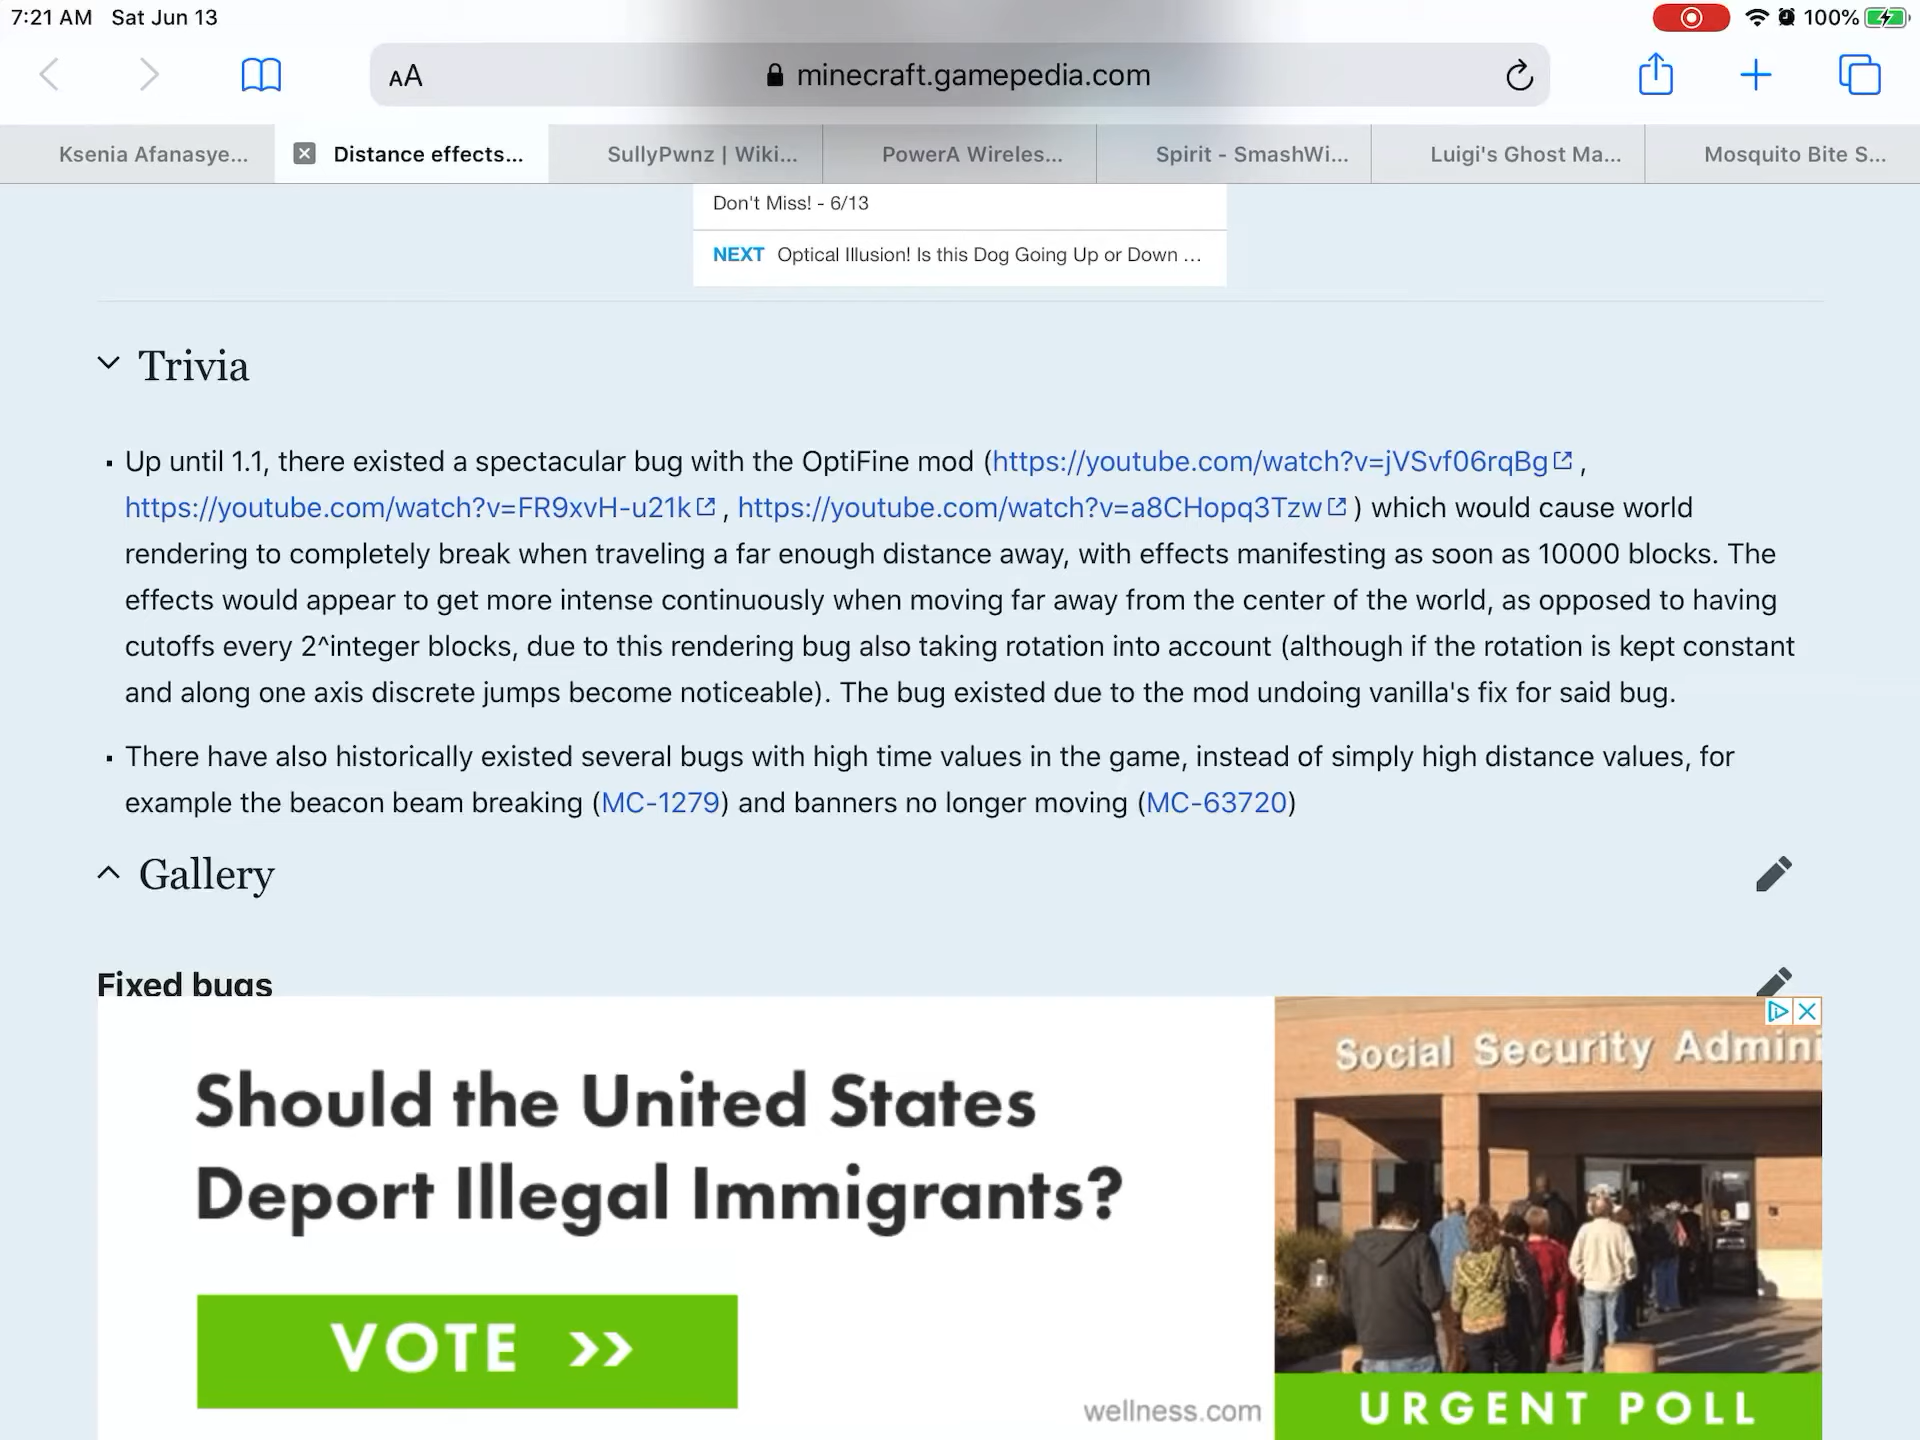 7:21 AM Sat Jun 13
100%
AA
minecraft.gamepedia.com
Ksenia Afanasye...
Distance effects...
SullyPwnz | Wiki...
PowerA Wireles...
Spirit - SmashWi...
Luigi's Ghost Ma...
Mosquito Bite S...
Don't Miss! - 6/13
NEXT Optical Illusion! Is this Dog Going Up or Down ...
Trivia
▪ Up until 1.1, there existed a spectacular bug with the OptiFine mod (https://youtube.com/watch?v=jVSvf06rqBg ,
https://youtube.com/watch?v=FR9xvH-u21k , https://youtube.com/watch?v=a8CHopq3Tzw ) which would cause world
rendering to completely break when traveling a far enough distance away, with effects manifesting as soon as 10000 blocks. The
effects would appear to get more intense continuously when moving far away from the center of the world, as opposed to having
cutoffs every 2^integer blocks, due to this rendering bug also taking rotation into account (although if the rotation is kept constant
and along one axis discrete jumps become noticeable). The bug existed due to the mod undoing vanilla's fix for said bug.
▪ There have also historically existed several bugs with high time values in the game, instead of simply high distance values, for
example the beacon beam breaking (MC-1279) and banners no longer moving (MC-63720)
Gallery
Fixed bugs
Should the United States
Deport Illegal Immigrants?
VOTE >>
wellness.com
Social Security Admini
URGENT POLL